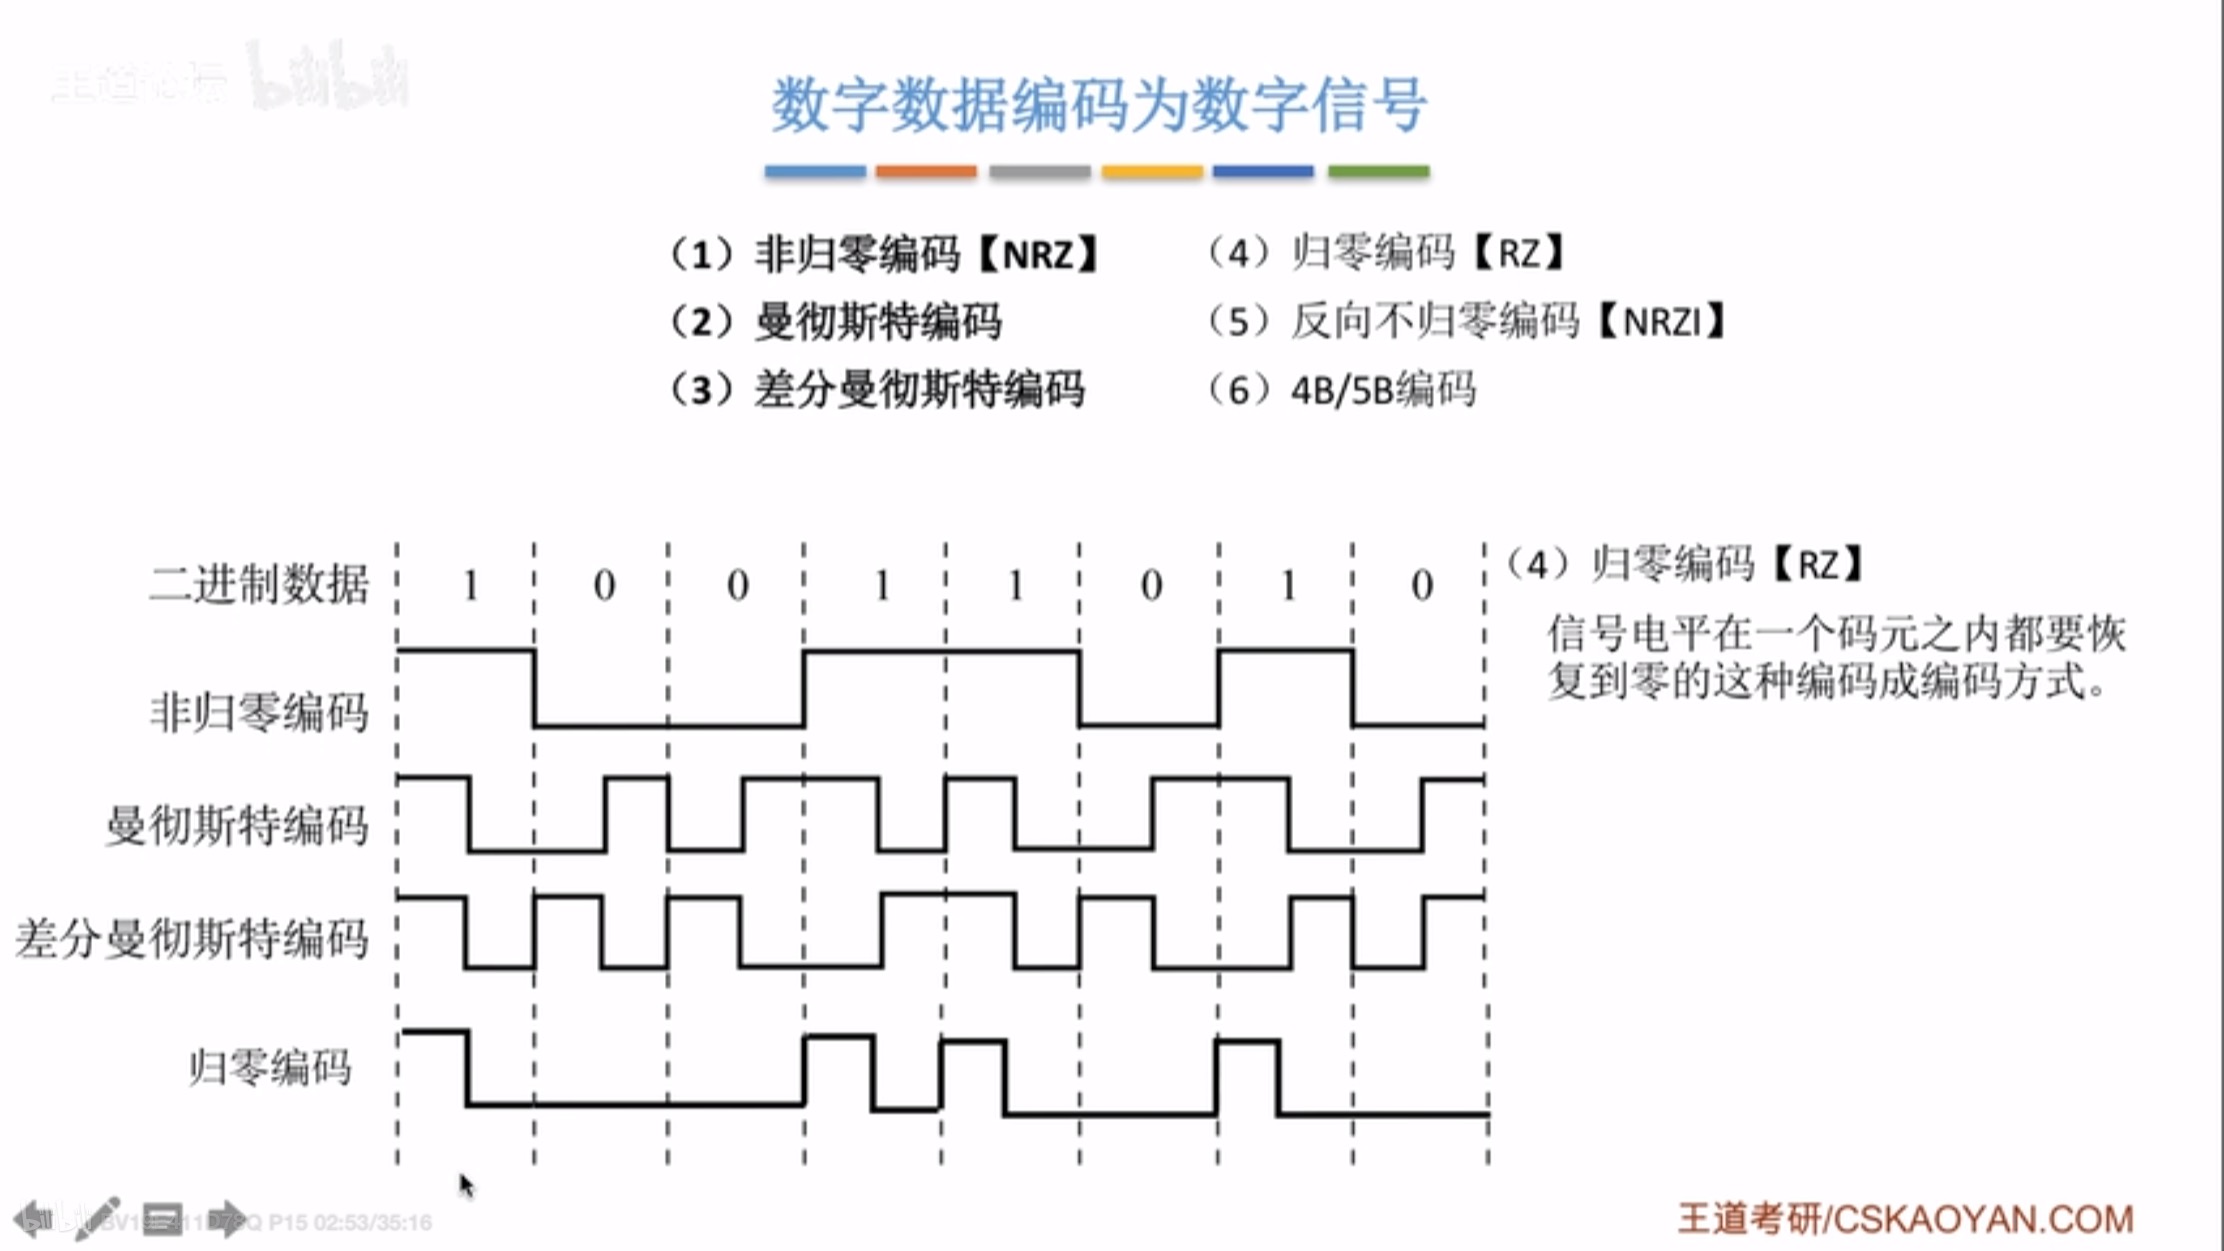 王道论坛 bilibili
数字数据编码为数字信号
（1）非归零编码【NRZ】
（2）曼彻斯特编码
（3）差分曼彻斯特编码
（4）归零编码【RZ】
（5）反向不归零编码【NRZI】
（6）4B/5B编码
二进制数据 1 0 0 1 1 0 1 0
非归零编码
曼彻斯特编码
差分曼彻斯特编码
归零编码
（4）归零编码【RZ】
信号电平在一个码元之内都要恢
复到零的这种编码成编码方式。
P15 02:53/35:16
王道考研/CSKAOYAN.COM